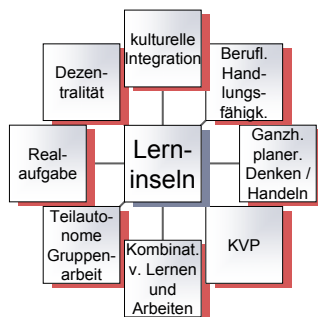 kulturelle
Integration
Berufl.
Hand-
lungs-
fähigk.
Dezen-
tralität
Ganzh.
planer.
Denken /
Handeln
Real-
aufgabe
Lern-
inseln
Teilauto-
nome
Gruppen-
arbeit
KVP
Kombinat.
v. Lernen
und
Arbeiten